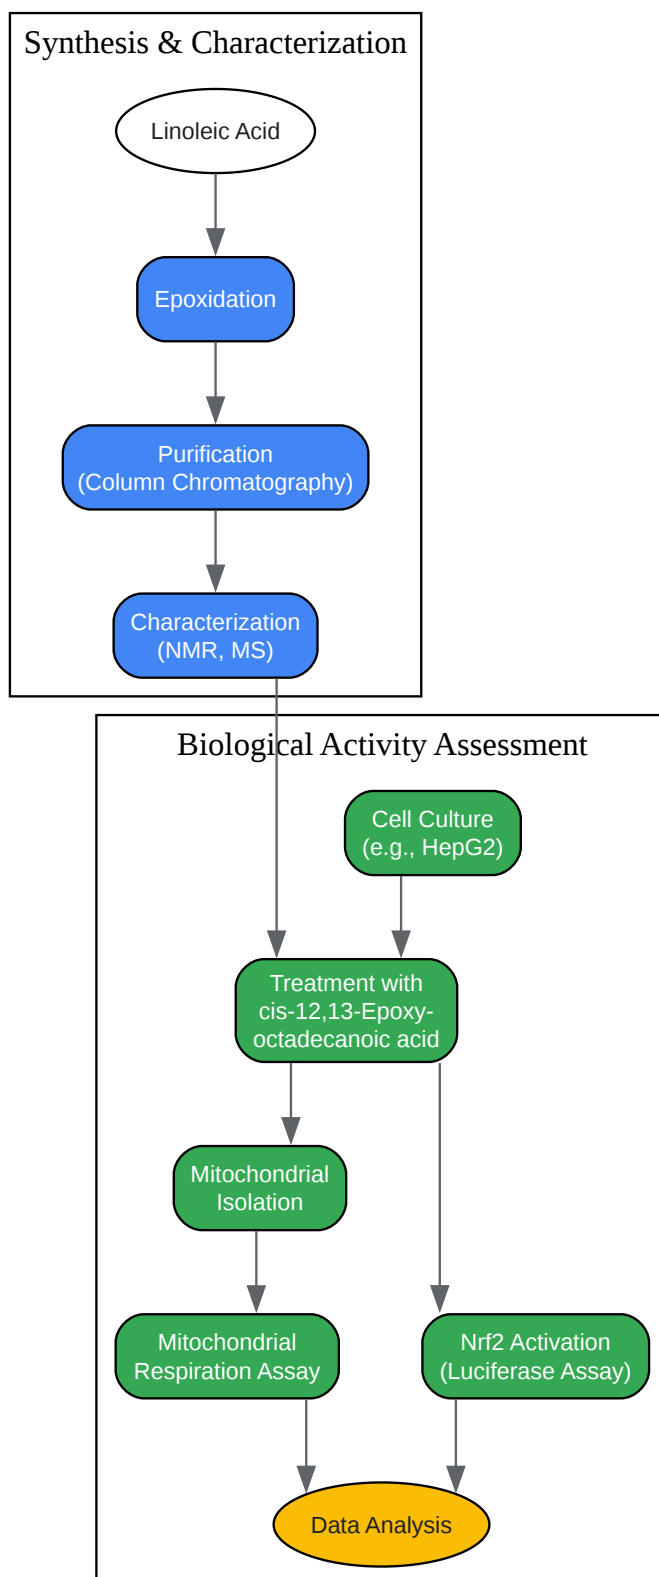 Synthesis & Characterization
Linoleic Acid
Epoxidation
Purification
(Column Chromatography)
Characterization
(NMR, MS)
Biological Activity Assessment
Cell Culture
(e.g., HepG2)
Treatment with
cis-12,13-Epoxy-
octadecanoic acid
Mitochondrial
Isolation
Mitochondrial
Respiration Assay
Nrf2 Activation
(Luciferase Assay)
Data Analysis